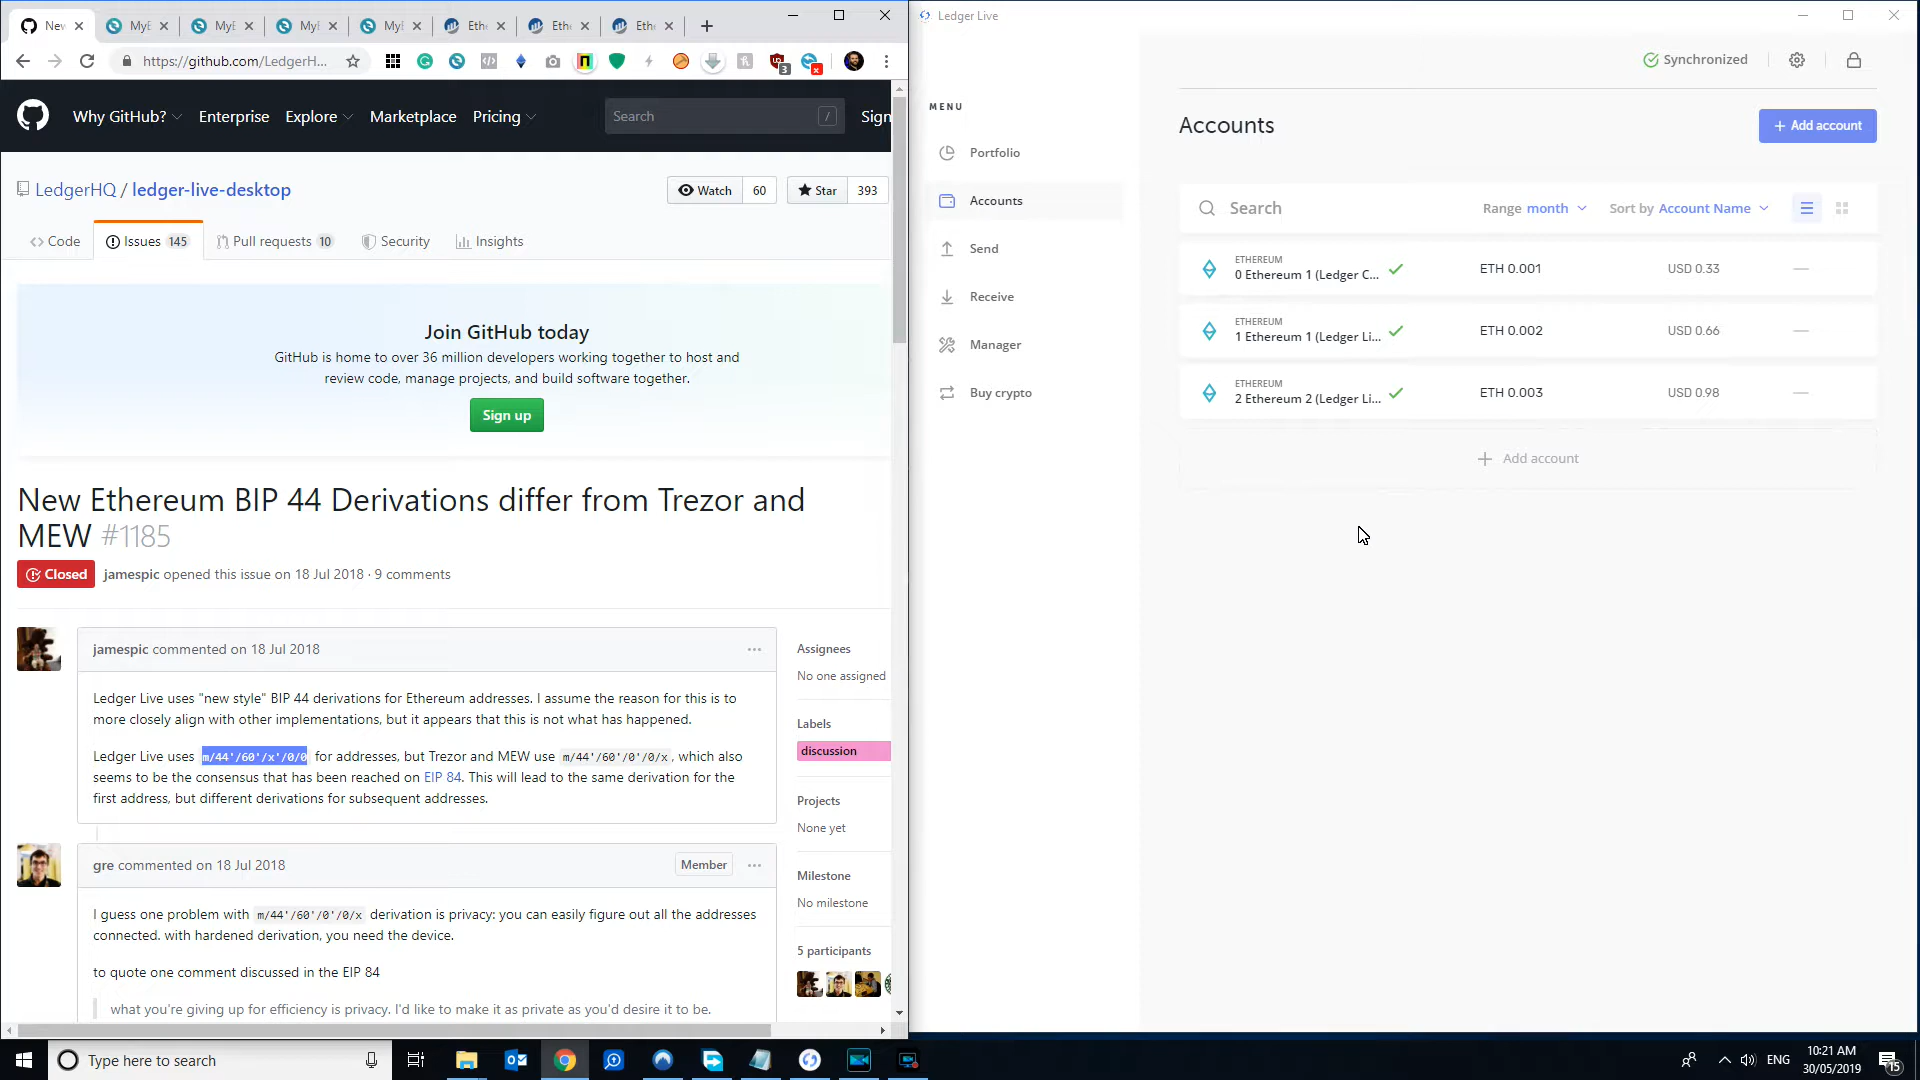 New
MyE
MyE
MyE
MyE
Ethe
Ethe
Ethe
https://github.com/LedgerH...
3
Why GitHub?
Enterprise
Explore
Marketplace
Pricing
Search
/
Sign
LedgerHQ / ledger-live-desktop
Watch 60
Star 393
Code
Issues 145
Pull requests 10
Security
Insights
Join GitHub today
GitHub is home to over 36 million developers working together to host and
review code, manage projects, and build software together.
Sign up
New Ethereum BIP 44 Derivations differ from Trezor and
MEW #1185
Closed jamespic opened this issue on 18 Jul 2018 · 9 comments
jamespic commented on 18 Jul 2018
Ledger Live uses "new style" BIP 44 derivations for Ethereum addresses. I assume the reason for this is to
more closely align with other implementations, but it appears that this is not what has happened.
Ledger Live uses m/44'/60'/x'/0/0 for addresses, but Trezor and MEW use m/44'/60'/0'/0/x, which also
seems to be the consensus that has been reached on EIP 84. This will lead to the same derivation for the
first address, but different derivations for subsequent addresses.
gre commented on 18 Jul 2018
Member
I guess one problem with m/44'/60'/0'/0/x derivation is privacy: you can easily figure out all the addresses
connected. with hardened derivation, you need the device.
to quote one comment discussed in the EIP 84
what you're giving up for efficiency is privacy. I'd like to make it as private as you'd desire it to be.
Assignees
No one assigned
Labels
discussion
Projects
None yet
Milestone
No milestone
5 participants
Ledger Live
Synchronized
MENU
Portfolio
Accounts
Send
Receive
Manager
Buy crypto
Accounts
+ Add account
Search
Range month
Sort by Account Name
ETHEREUM
0 Ethereum 1 (Ledger C...
ETH 0.001
USD 0.33
—
ETHEREUM
1 Ethereum 1 (Ledger Li...
ETH 0.002
USD 0.66
—
ETHEREUM
2 Ethereum 2 (Ledger Li...
ETH 0.003
USD 0.98
—
+ Add account
Type here to search
ENG
10:21 AM
30/05/2019
15